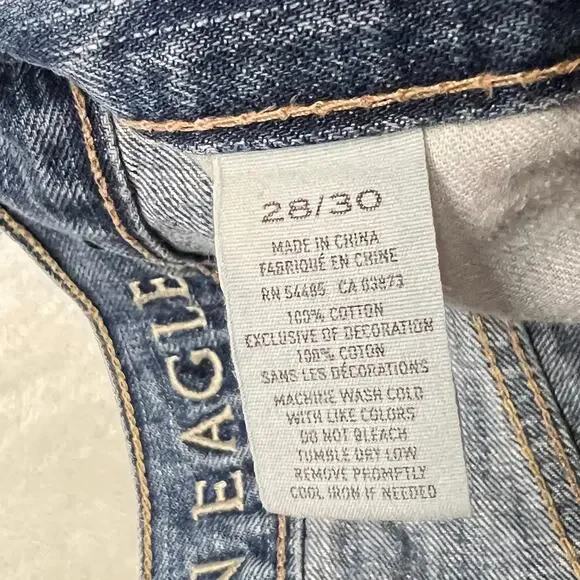 28/30
MADE IN CHINA
FABRIQUÉ EN CHINE
RN 54485 CA 03873
100% COTTON
EXCLUSIVE OF DECORATION
100% COTON
SANS LES DÉCORATIONS
MACHINE WASH COLD
WITH LIKE COLORS
DO NOT BLEACH
TUMBLE DRY LOW
REMOVE PROMPTLY
COOL IRON IF NEEDED
N EAGLE